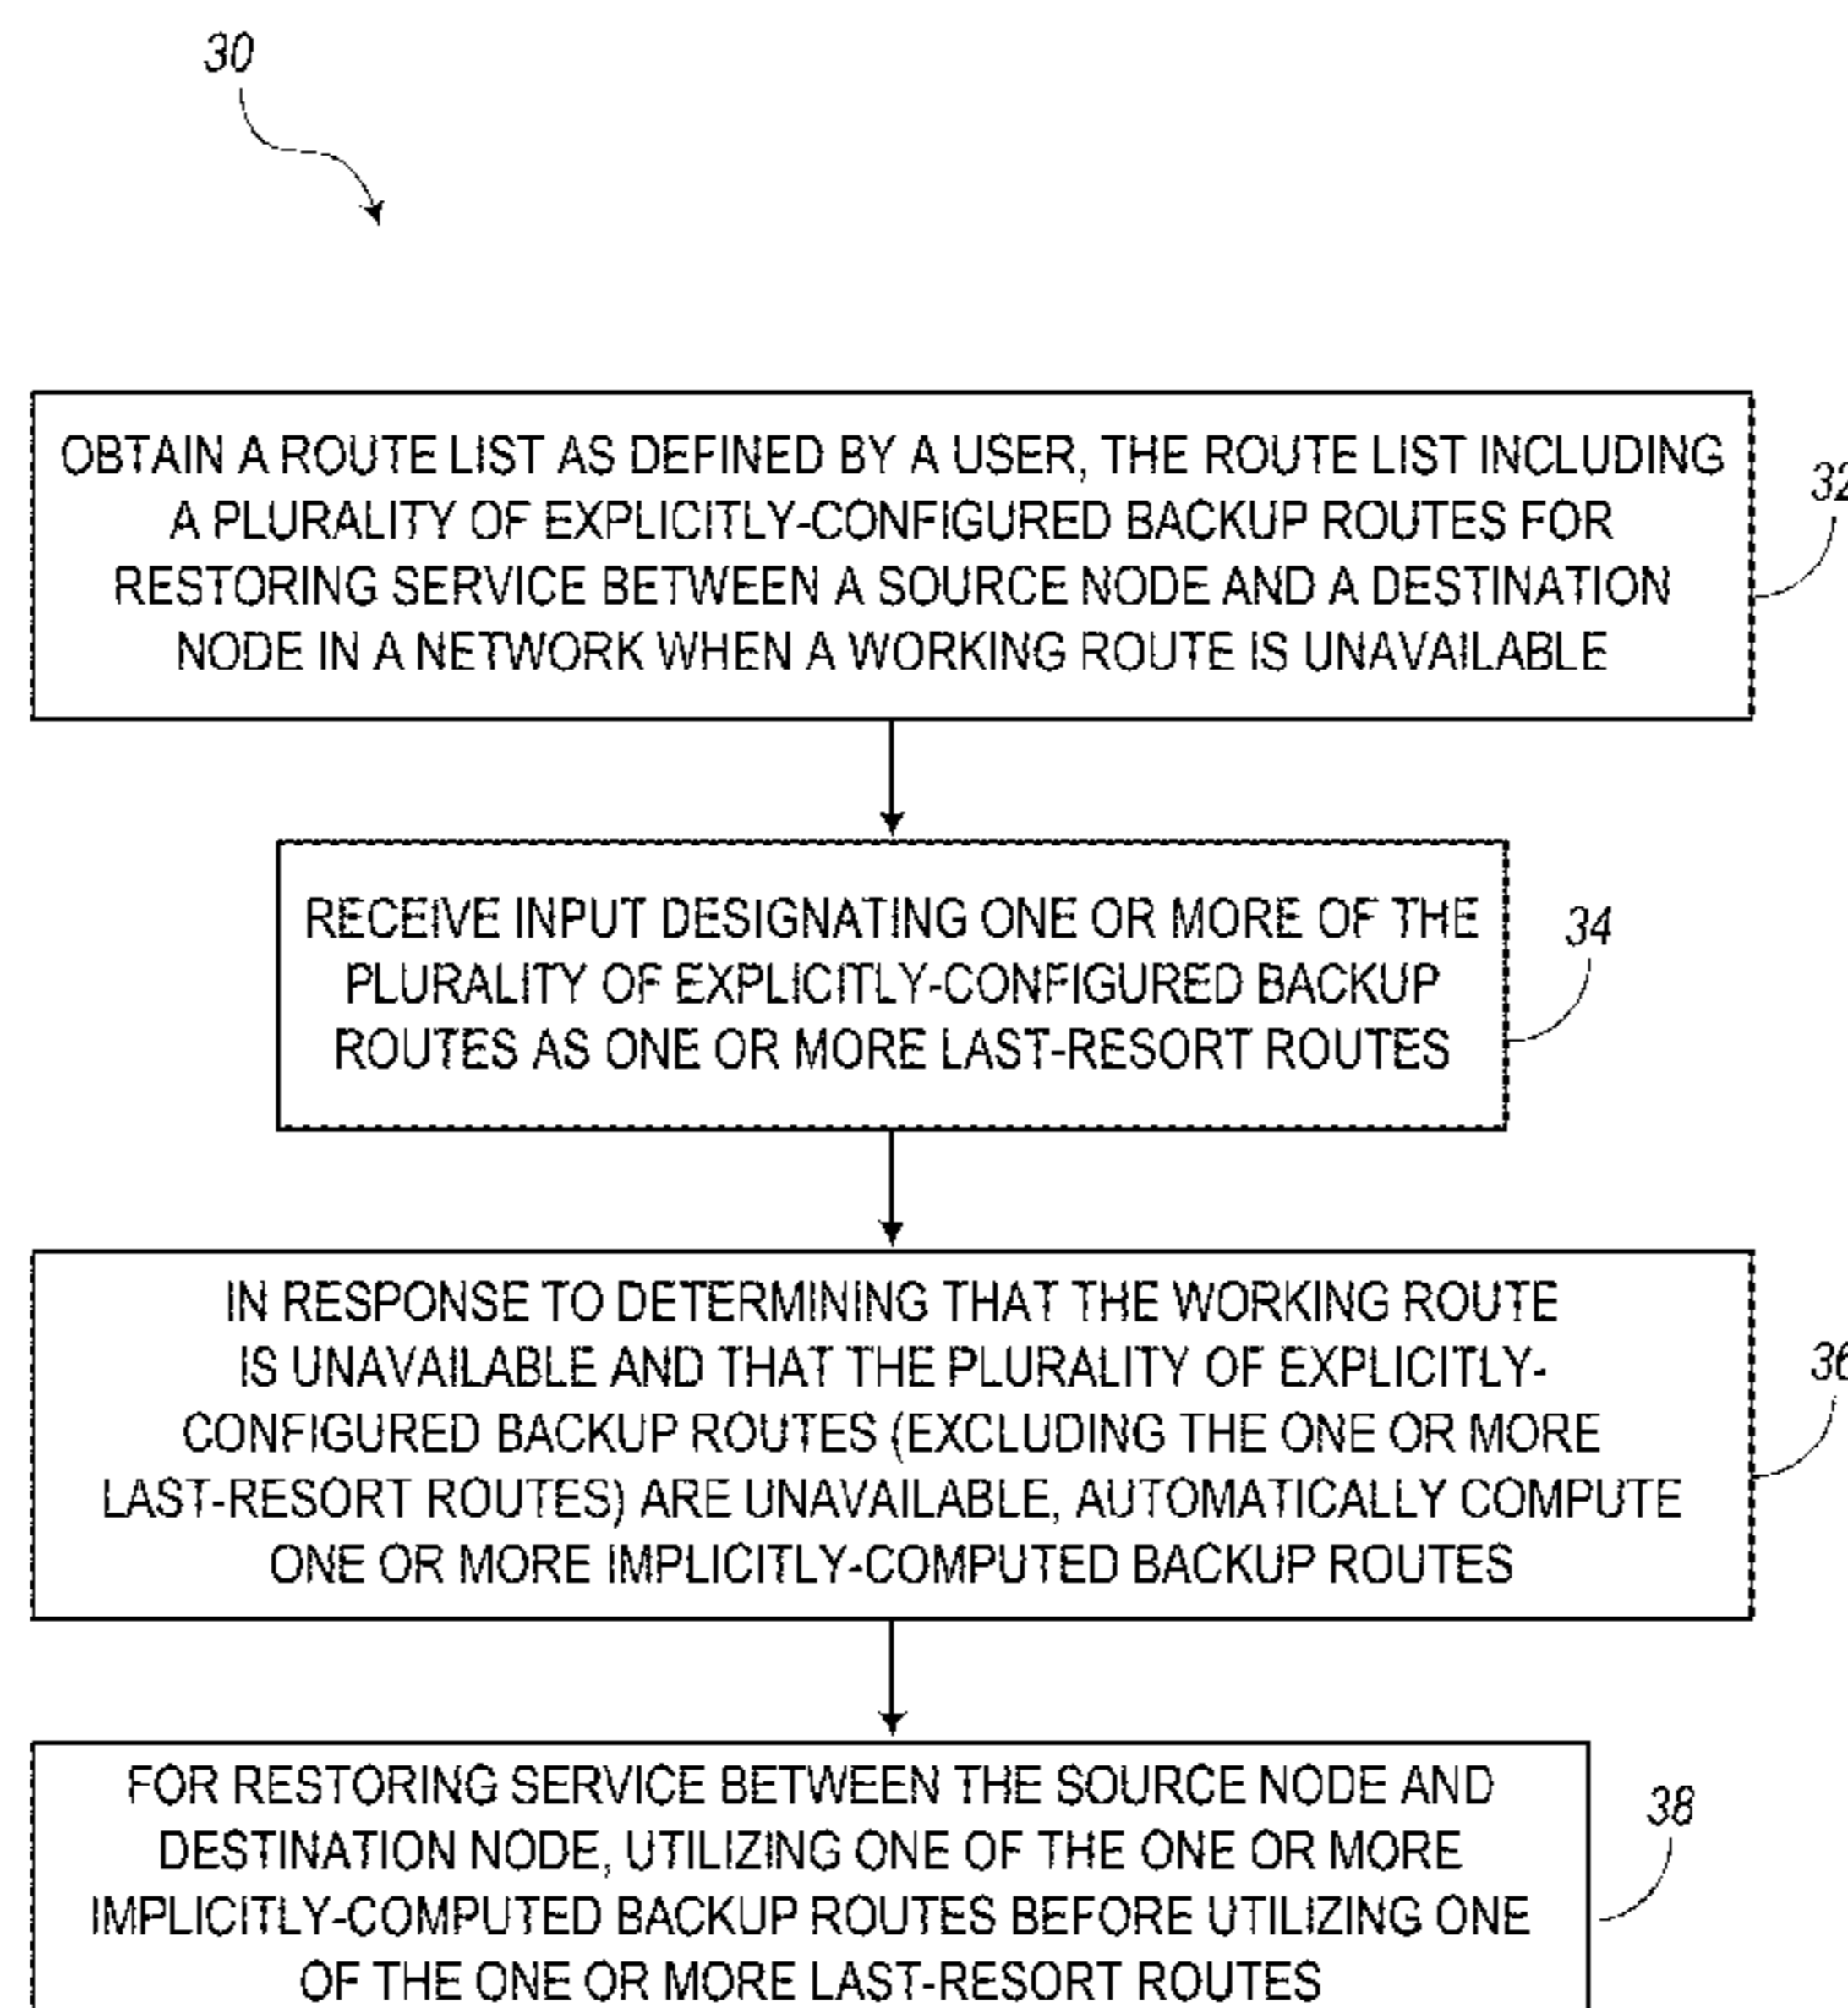 30
OBTAIN A ROUTE LIST AS DEFINED BY A USER, THE ROUTE LIST INCLUDING
A PLURALITY OF EXPLICITLY-CONFIGURED BACKUP ROUTES FOR
RESTORING SERVICE BETWEEN A SOURCE NODE AND A DESTINATION
NODE IN A NETWORK WHEN A WORKING ROUTE IS UNAVAILABLE
32
RECEIVE INPUT DESIGNATING ONE OR MORE OF THE
PLURALITY OF EXPLICITLY-CONFIGURED BACKUP
ROUTES AS ONE OR MORE LAST-RESORT ROUTES
34
IN RESPONSE TO DETERMINING THAT THE WORKING ROUTE
IS UNAVAILABLE AND THAT THE PLURALITY OF EXPLICITLY-
CONFIGURED BACKUP ROUTES (EXCLUDING THE ONE OR MORE
LAST-RESORT ROUTES) ARE UNAVAILABLE, AUTOMATICALLY COMPUTE
ONE OR MORE IMPLICITLY-COMPUTED BACKUP ROUTES
36
FOR RESTORING SERVICE BETWEEN THE SOURCE NODE AND
DESTINATION NODE, UTILIZING ONE OF THE ONE OR MORE
IMPLICITLY-COMPUTED BACKUP ROUTES BEFORE UTILIZING ONE
OF THE ONE OR MORE LAST-RESORT ROUTES
38